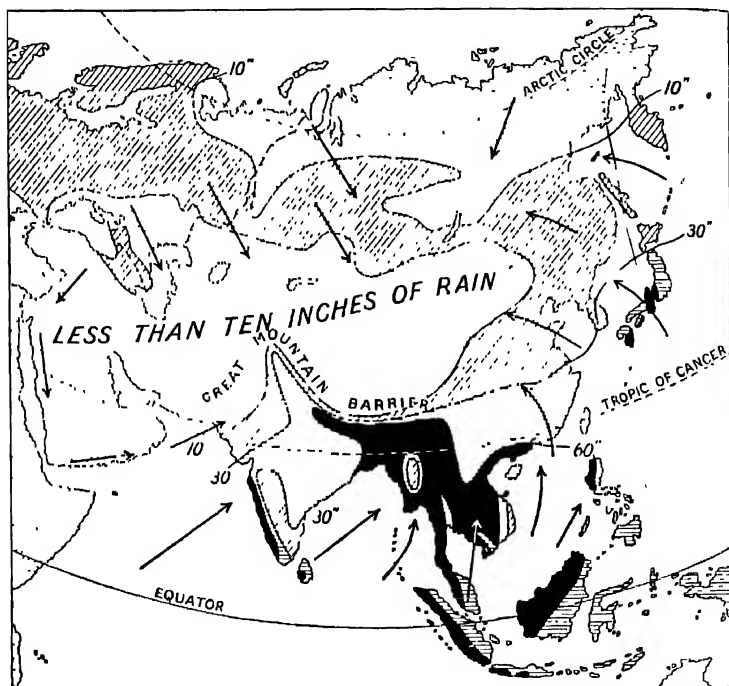 ARCTIC CIRCLE
10"
10"
30"
LESS THAN TEN INCHES OF RAIN
GREAT MOUNTAIN BARRIER
TROPIC OF CANCER
10
60"
30
30"
EQUATOR